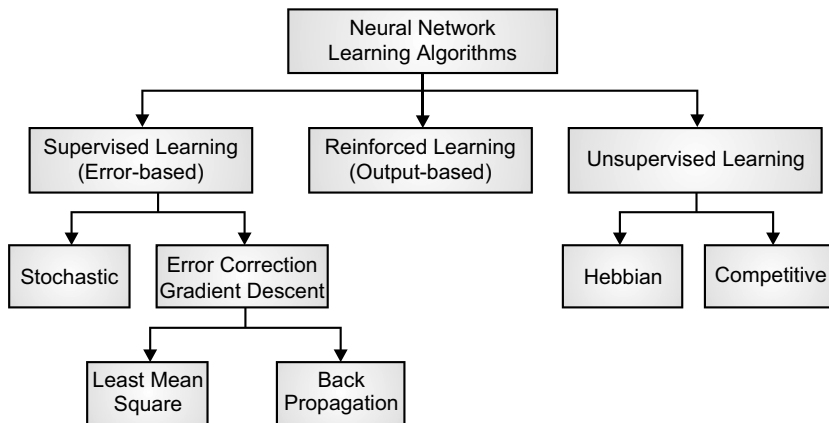 Neural Network
Learning Algorithms
Supervised Learning
(Error-based)
Reinforced Learning
(Output-based)
Unsupervised Learning
Stochastic
Error Correction
Gradient Descent
Hebbian
Competitive
Least Mean
Square
Back
Propagation